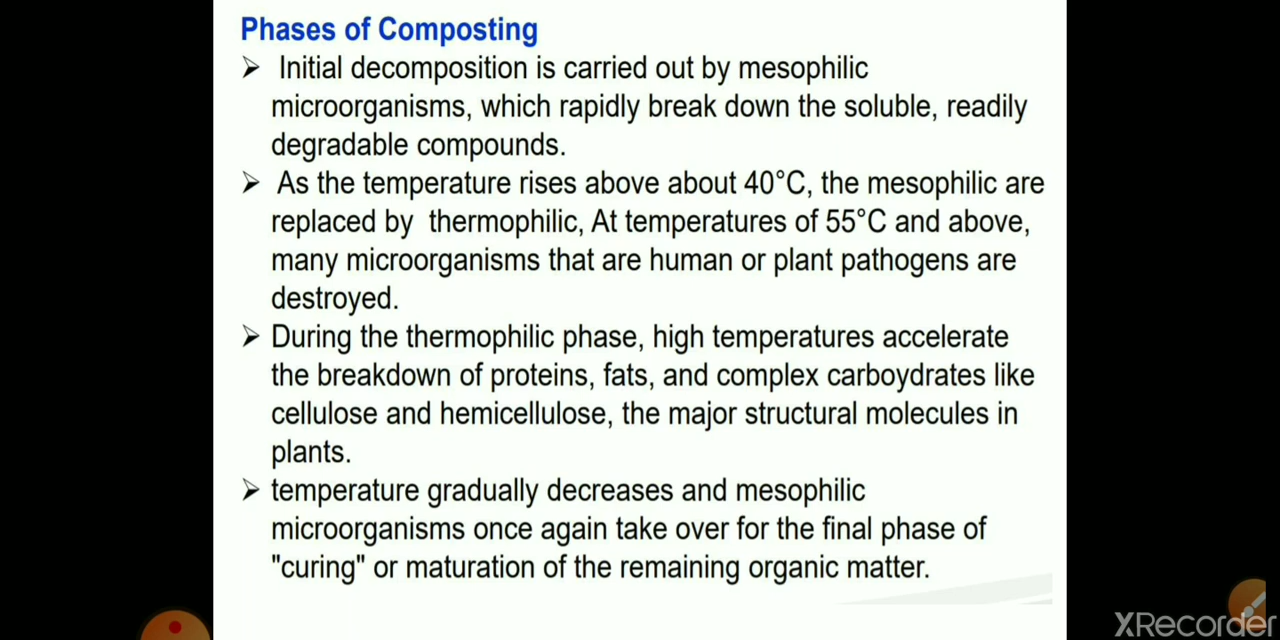 Phases of Composting
➤ Initial decomposition is carried out by mesophilic
microorganisms, which rapidly break down the soluble, readily
degradable compounds.
➤ As the temperature rises above about 40°C, the mesophilic are
replaced by thermophilic, At temperatures of 55°C and above,
many microorganisms that are human or plant pathogens are
destroyed.
➤ During the thermophilic phase, high temperatures accelerate
the breakdown of proteins, fats, and complex carboydrates like
cellulose and hemicellulose, the major structural molecules in
plants.
➤ temperature gradually decreases and mesophilic
microorganisms once again take over for the final phase of
"curing" or maturation of the remaining organic matter.
XRecorder